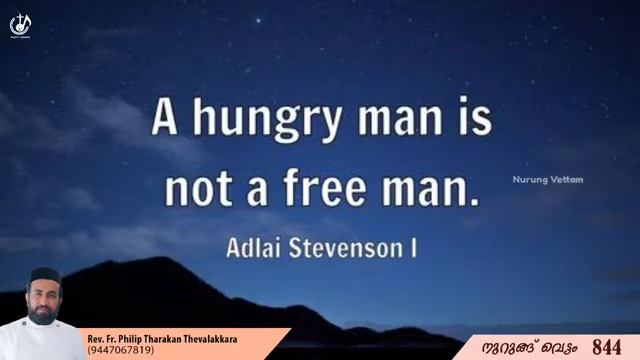 A hungry man is
not a free man.
Nurung Vettam
Adlai Stevenson I
Rev. Fr. Philip Tharakan Thevalakkara
(9447067819)
നുറുങ്ങ് വെട്ടം 844